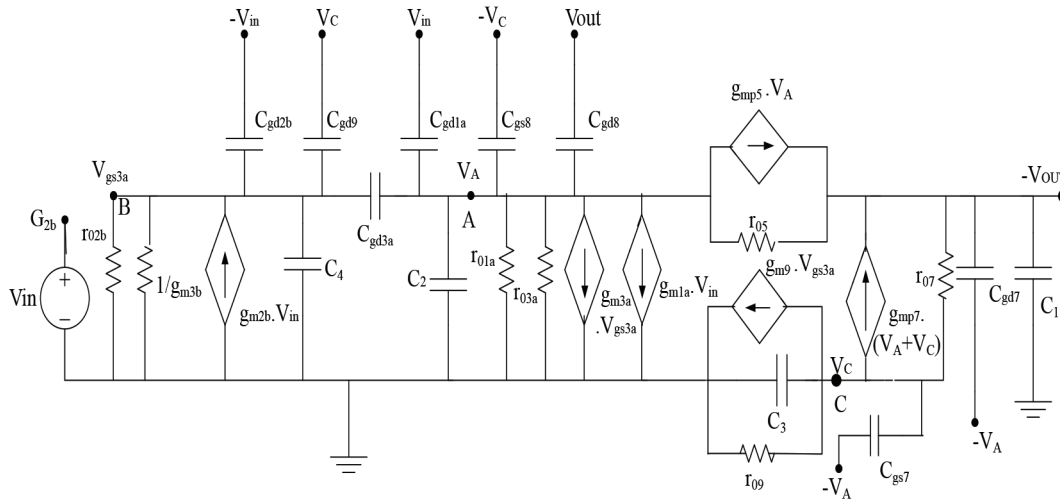 -Vin
VC
Vin
-VC
Vout
Cgd2b
Cgd9
Cgd1a
Cgs8
Cgd8
gmp5.VA
Vgs3a
B
VA
A
-VOU
G2b
r02b
1/gm3b
gm2b.Vin
C4
Cgd3a
C2
r01a
r03a
gm3a
.Vgs3a
gm1a.Vin
r05
gm9.Vgs3a
r07
gmp7.
(VA+VC)
Cgd7
C1
Vin
+
−
C3
VC
C
r09
Cgs7
-VA
-VA